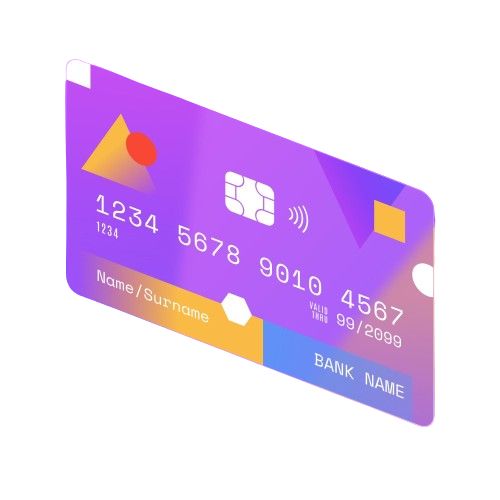 1234 5678 9010 4567
1234
VALID THRU 99/2099
Name/Surname
BANK NAME